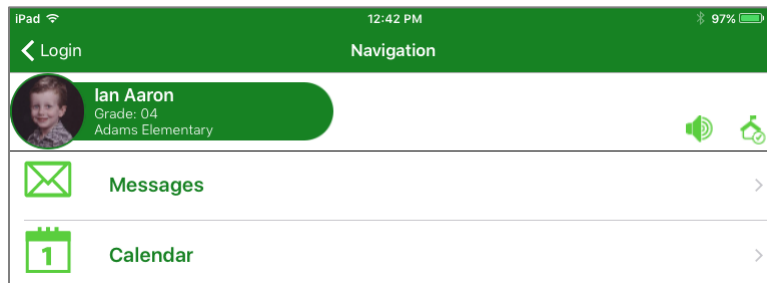 iPad 12:42 PM 97%
Login Navigation
Ian Aaron
Grade: 04
Adams Elementary
Messages
1 Calendar